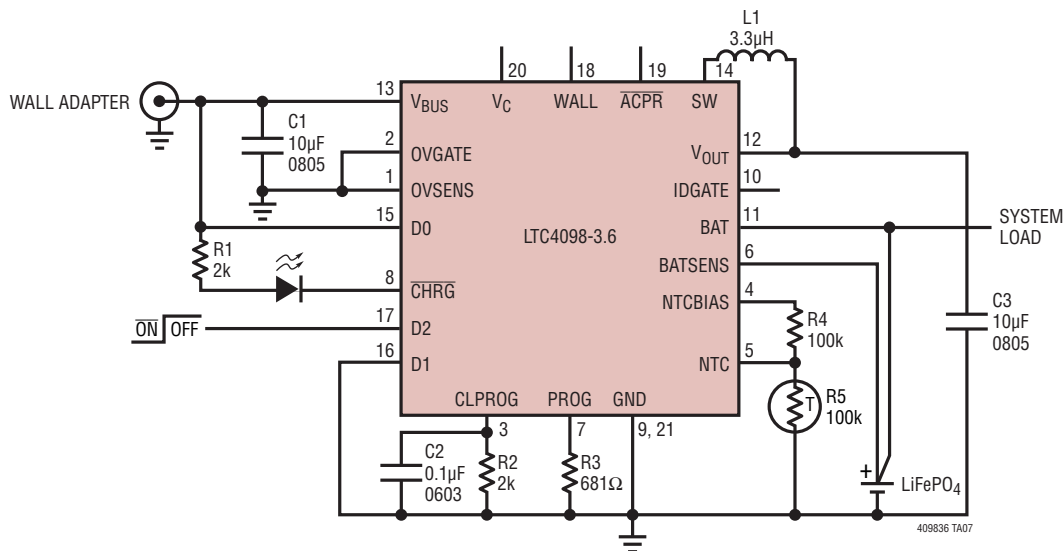 L1
3.3µH
20
18
19
14
WALL ADAPTER
13
VBUS
VC
WALL
ACPR
SW
C1
10µF
0805
2
OVGATE
VOUT
12
1
OVSENS
IDGATE
10
15
D0
LTC4098-3.6
BAT
11
SYSTEM
LOAD
R1
2k
BATSENS
6
8
CHRG
NTCBIAS
4
ON OFF
17
D2
R4
100k
C3
10µF
0805
16
D1
NTC
5
T
R5
100k
CLPROG
PROG
GND
3
7
9, 21
C2
0.1µF
0603
R2
2k
R3
681Ω
+
LiFePO4
409836 TA07